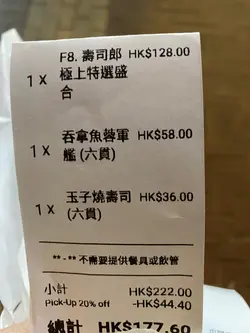 F8. 壽司郎 HK$128.00
1 x 極上特選盛
合
吞拿魚蓉軍 HK$58.00
1 x 艦 (六貫)
玉子燒壽司 HK$36.00
1 x (六貫)
** - ** 不需要提供餐具或飲管
小計 HK$222.00
Pick-Up 20% off -HK$44.40
總計 HK$177.60